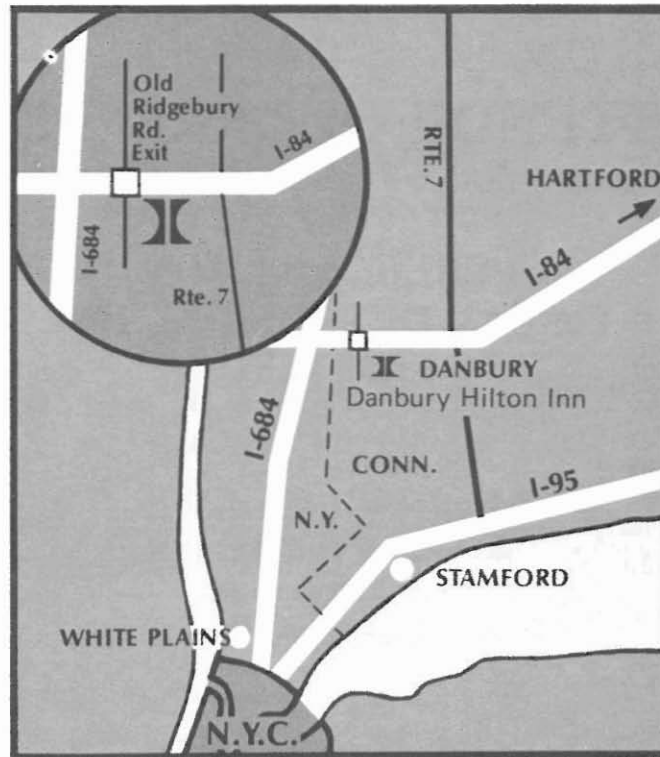 Old
Ridgebury
Rd.
Exit
I-84
I-684
Rte. 7
RTE. 7
HARTFORD
I-84
DANBURY
Danbury Hilton Inn
I-684
CONN.
I-95
N.Y.
STAMFORD
WHITE PLAINS
N.Y.C.